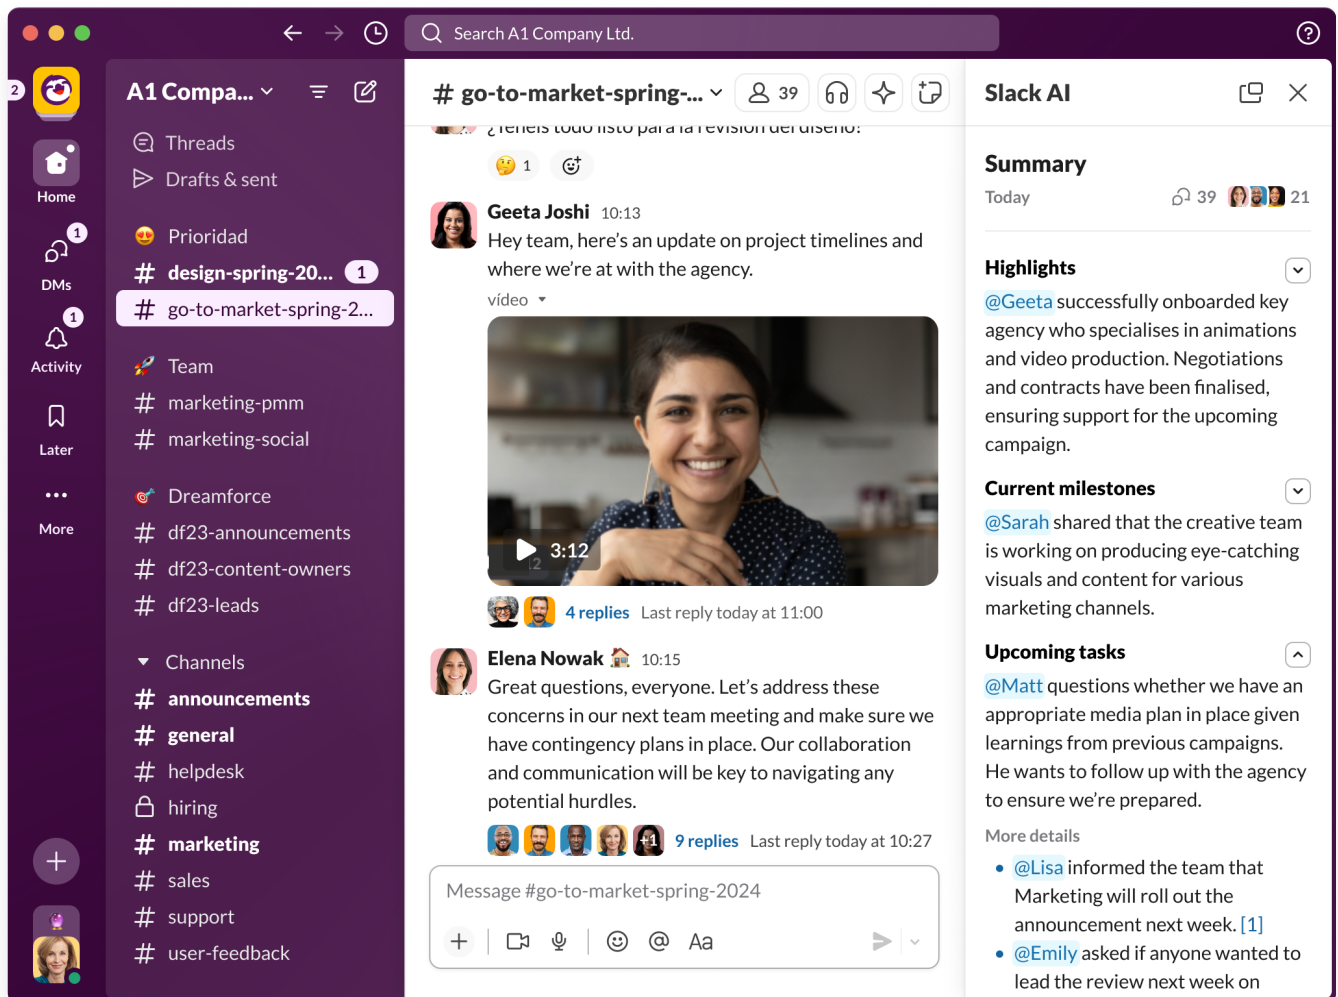 Search A1 Company Ltd.
2
Home
1
DMs
1
Activity
Later
More
A1 Compa...
Threads
Drafts & sent
Prioridad
# design-spring-20... 1
# go-to-market-spring-2...
Team
# marketing-pmm
# marketing-social
Dreamforce
# df23-announcements
# df23-content-owners
# df23-leads
Channels
# announcements
# general
# helpdesk
hiring
# marketing
# sales
# support
# user-feedback
# go-to-market-spring-...
39
¿Tenéis todo listo para la revisión del diseño?
1
Geeta Joshi 10:13
Hey team, here’s an update on project timelines and
where we’re at with the agency.
vídeo
3:12
4 replies Last reply today at 11:00
Elena Nowak 10:15
Great questions, everyone. Let’s address these
concerns in our next team meeting and make sure we
have contingency plans in place. Our collaboration
and communication will be key to navigating any
potential hurdles.
+1 9 replies Last reply today at 10:27
Message #go-to-market-spring-2024
Aa
Slack AI
Summary
Today 39 21
Highlights
@Geeta successfully onboarded key
agency who specialises in animations
and video production. Negotiations
and contracts have been finalised,
ensuring support for the upcoming
campaign.
Current milestones
@Sarah shared that the creative team
is working on producing eye-catching
visuals and content for various
marketing channels.
Upcoming tasks
@Matt questions whether we have an
appropriate media plan in place given
learnings from previous campaigns.
He wants to follow up with the agency
to ensure we’re prepared.
More details
• @Lisa informed the team that
Marketing will roll out the
announcement next week. [1]
• @Emily asked if anyone wanted to
lead the review next week on